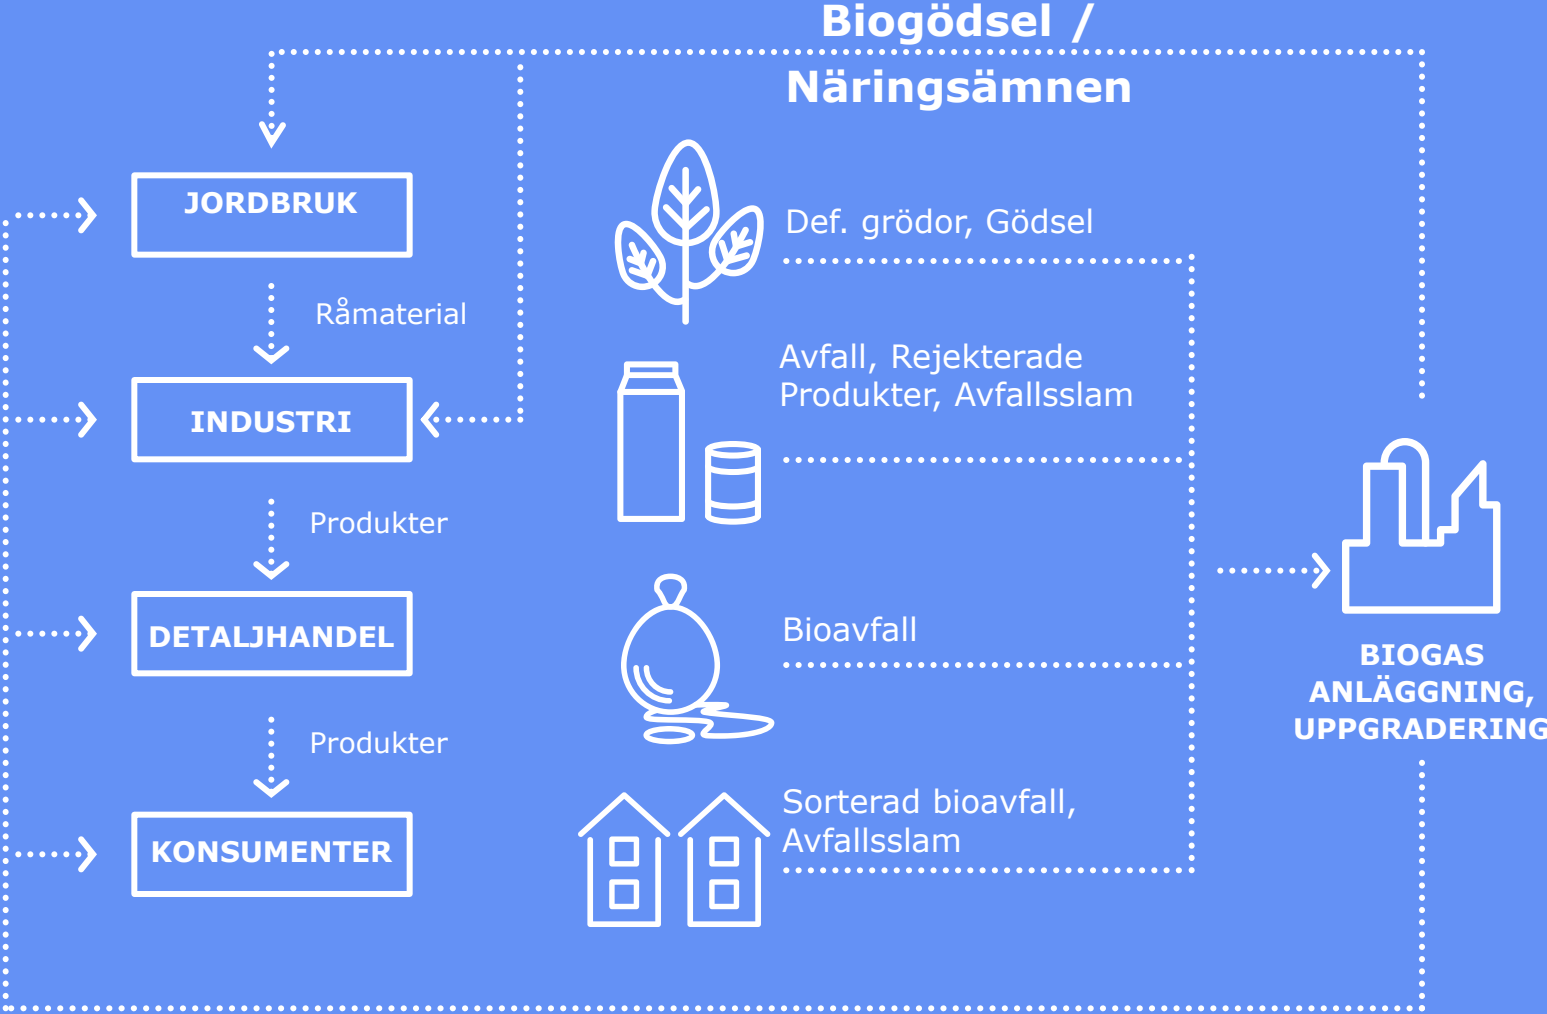 Biogödsel /
Näringsämnen
JORDBRUK
Råmaterial
INDUSTRI
Produkter
DETALJHANDEL
Produkter
KONSUMENTER
Def. grödor, Gödsel
Avfall, Rejekterade
Produkter, Avfallsslam
Bioavfall
Sorterad bioavfall,
Avfallsslam
BIOGAS
ANLÄGGNING,
UPPGRADERING